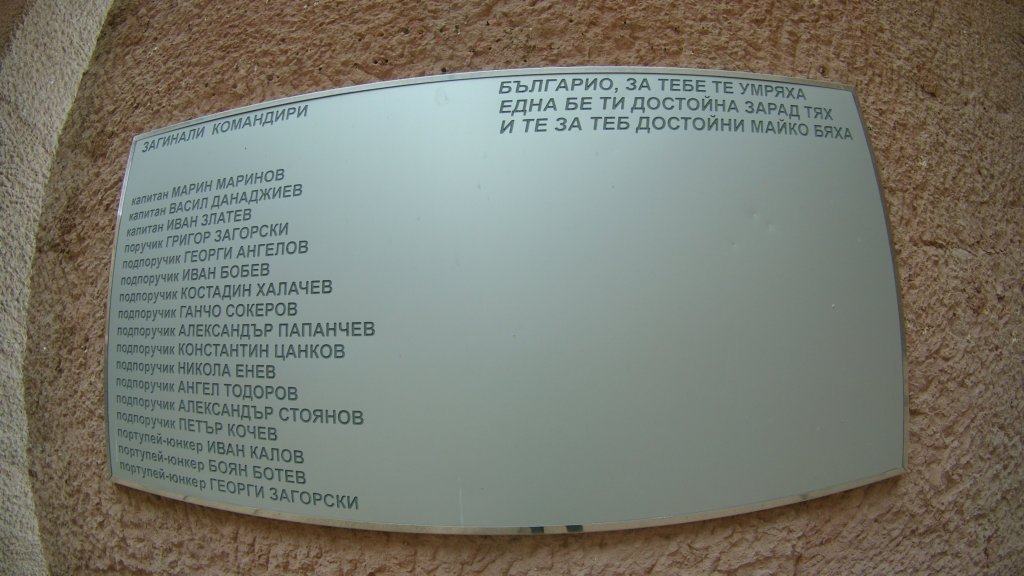 ЗАГИНАЛИ КОМАНДИРИ
БЪЛГАРИО, ЗА ТЕБЕ ТЕ УМРЯХА
ЕДНА БЕ ТИ ДОСТОЙНА ЗАРАД ТЯХ
И ТЕ ЗА ТЕБ ДОСТОЙНИ МАЙКО БЯХА
капитан МАРИН МАРИНОВ
капитан ВАСИЛ ДАНАДЖИЕВ
капитан ИВАН ЗЛАТЕВ
поручик ГРИГОР ЗАГОРСКИ
подпоручик ГЕОРГИ АНГЕЛОВ
подпоручик ИВАН БОБЕВ
подпоручик КОСТАДИН ХАЛАЧЕВ
подпоручик ГАНЧО СОКЕРОВ
подпоручик АЛЕКСАНДЪР ПАПАНЧЕВ
подпоручик КОНСТАНТИН ЦАНКОВ
подпоручик НИКОЛА ЕНЕВ
подпоручик АНГЕЛ ТОДОРОВ
подпоручик АЛЕКСАНДЪР СТОЯНОВ
подпоручик ПЕТЪР КОЧЕВ
портупей-юнкер ИВАН КАЛОВ
портупей-юнкер БОЯН БОТЕВ
портупей-юнкер ГЕОРГИ ЗАГОРСКИ